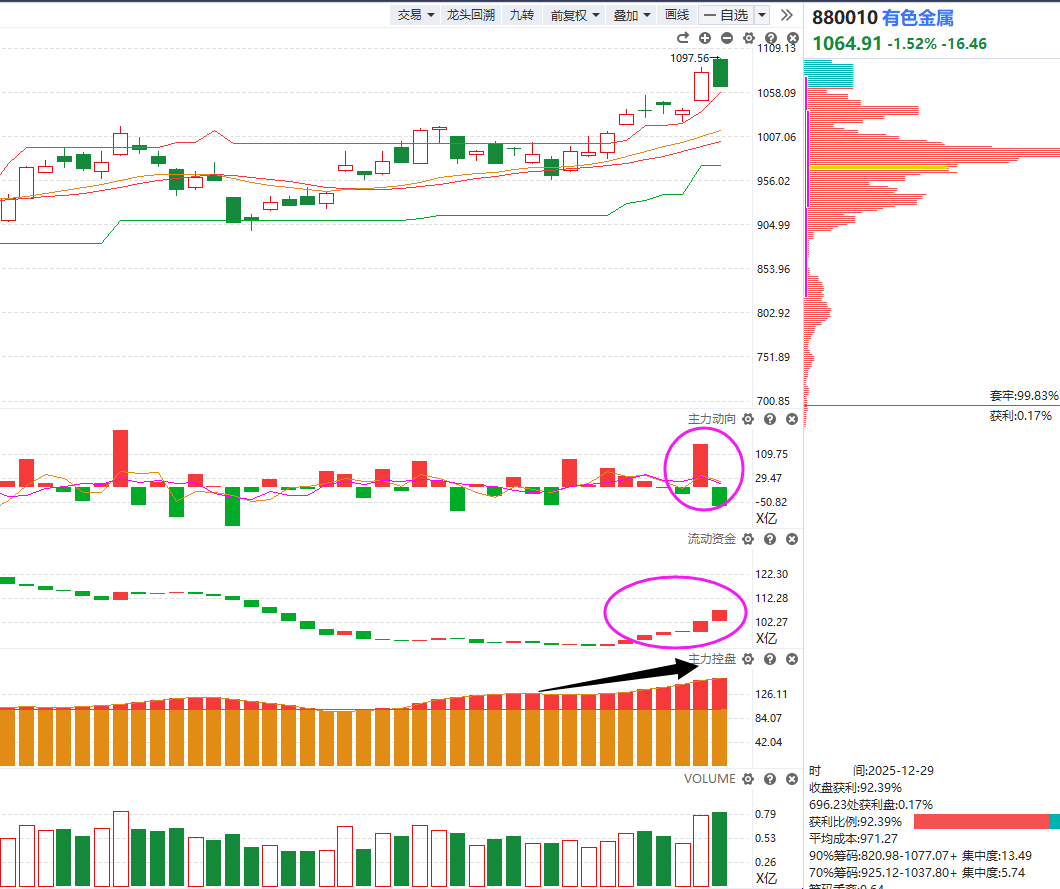 交易 龙头回溯 九转 前复权 叠加 画线 一自选
880010 有色金属
1064.91 -1.52% -16.46
1109.13
1097.56
1058.09
1007.06
956.02
904.99
853.96
802.92
751.89
700.85
套牢:99.83%
获利:0.17%
主力动向
109.75
29.47
-50.82
X亿
流动资金
122.30
112.28
102.27
X亿
主力控盘
126.11
84.07
42.04
VOLUME
0.79
0.53
0.26
X亿
时 间:2025-12-29
收盘获利:92.39%
696.23处获利盘:0.17%
获利比例:92.39%
平均成本:971.27
90%筹码:820.98-1077.07+ 集中度:13.49
70%筹码:925.12-1037.80+ 集中度:5.74